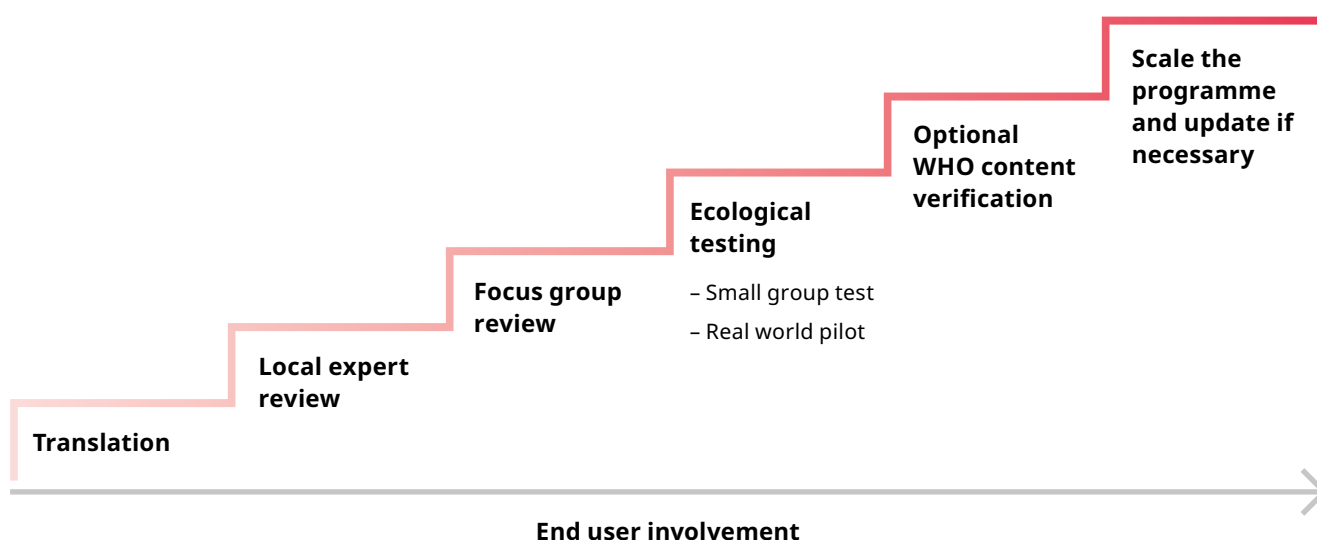 Translation
Local expert
review
Focus group
review
Ecological
testing
– Small group test
– Real world pilot
Optional
WHO content
verification
Scale the
programme
and update if
necessary
End user involvement